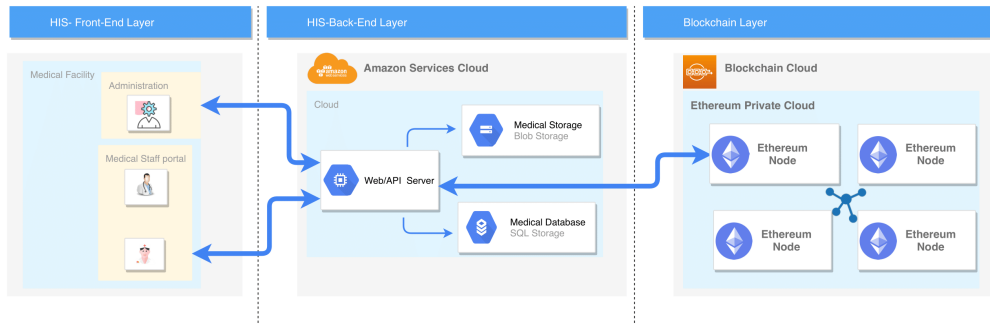 HIS- Front-End Layer
HIS-Back-End Layer
Blockchain Layer
Medical Facility
Administration
Medical Staff portal
amazon
Amazon Services Cloud
Cloud
Medical Storage
Blob Storage
Web/API Server
Medical Database
SQL Storage
Blockchain Cloud
Ethereum Private Cloud
Ethereum
Node
Ethereum
Node
Ethereum
Node
Ethereum
Node